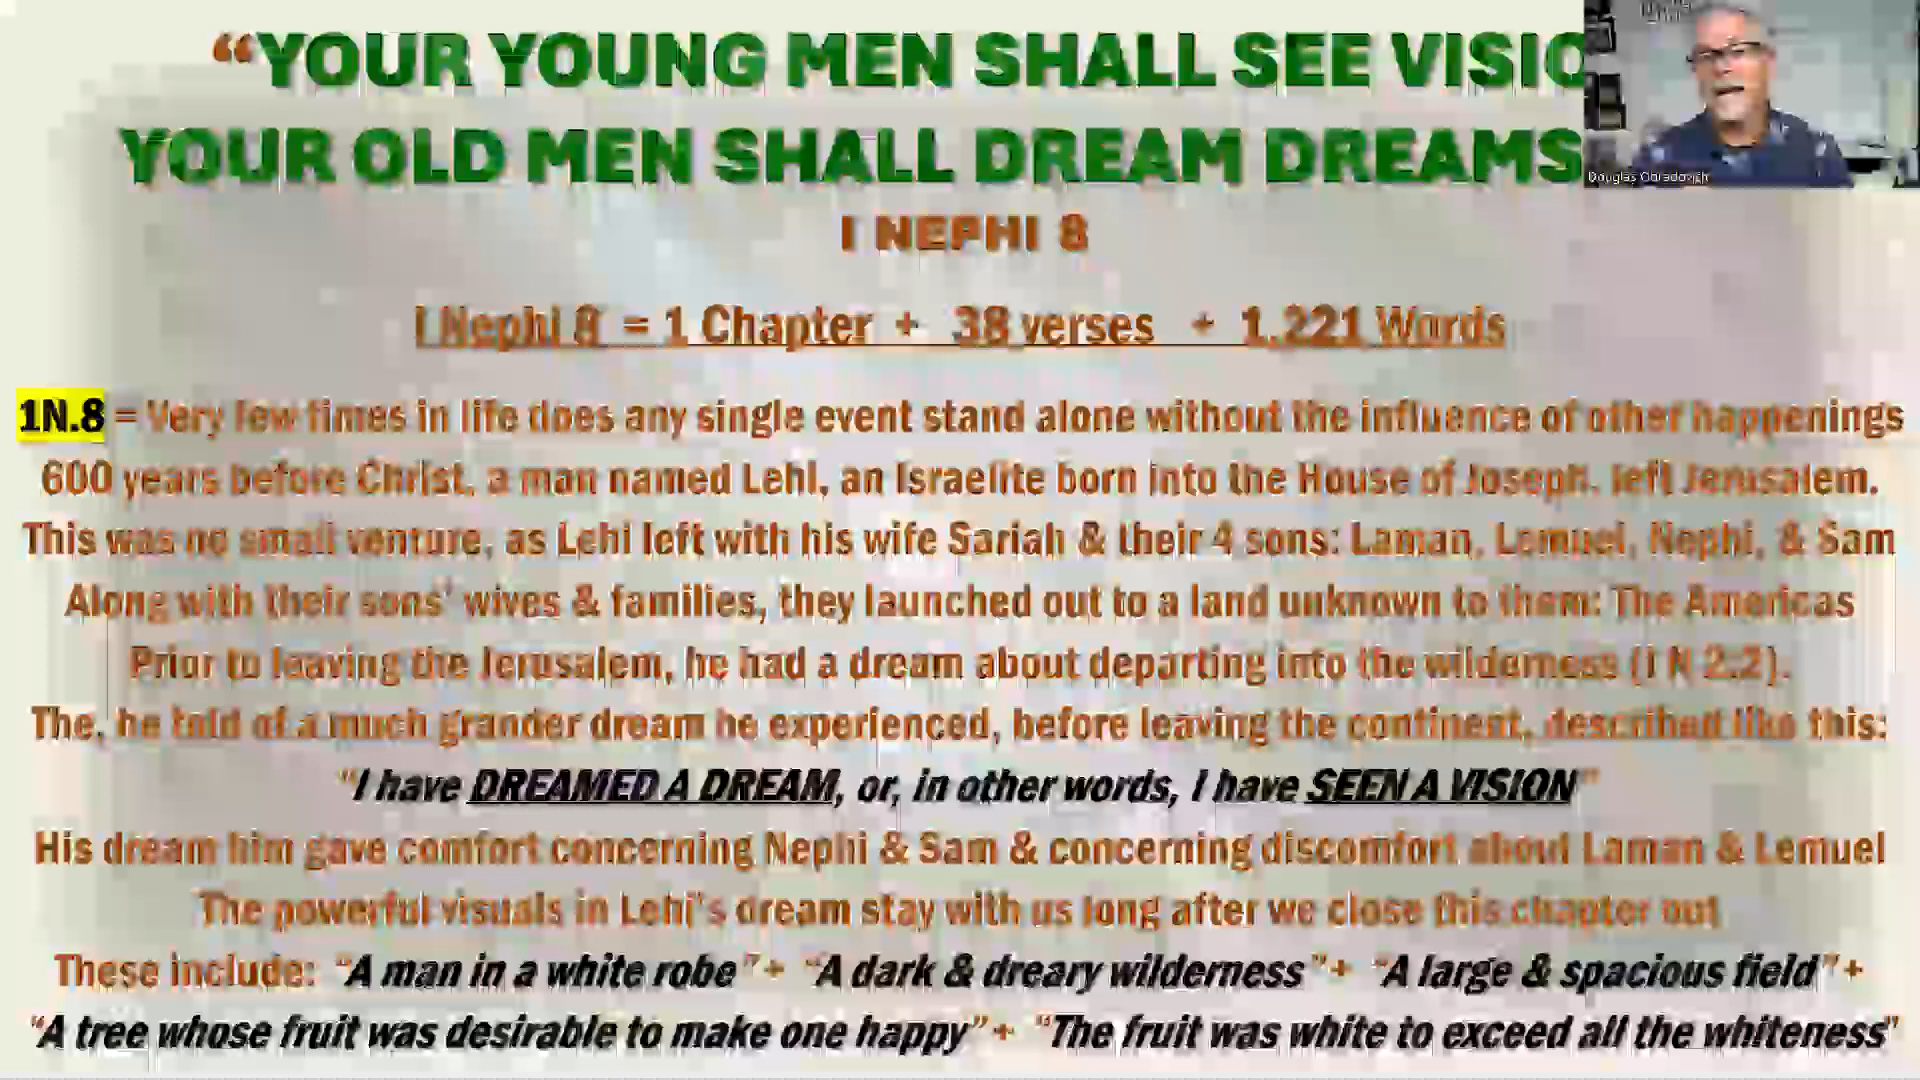 “YOUR YOUNG MEN SHALL SEE VISIO
YOUR OLD MEN SHALL DREAM DREAMS
Douglas Obradovich
I NEPHI 8
I Nephi 8 = 1 Chapter + 38 verses + 1,221 Words
1N.8 = Very few times in life does any single event stand alone without the influence of other happenings
600 years before Christ, a man named Lehi, an Israelite born into the House of Joseph, left Jerusalem.
This was no small venture, as Lehi left with his wife Sariah & their 4 sons: Laman, Lemuel, Nephi, & Sam
Along with their sons' wives & families, they launched out to a land unknown to them: The Americas
Prior to leaving the Jerusalem, he had a dream about departing into the wilderness (I N 2:2).
The, he told of a much grander dream he experienced, before leaving the continent, described like this:
“I have DREAMED A DREAM, or, in other words, I have SEEN A VISION”
His dream him gave comfort concerning Nephi & Sam & concerning discomfort about Laman & Lemuel
The powerful visuals in Lehi's dream stay with us long after we close this chapter out
These include: “A man in a white robe” + “A dark & dreary wilderness” + “A large & spacious field” +
“A tree whose fruit was desirable to make one happy” + “The fruit was white to exceed all the whiteness”